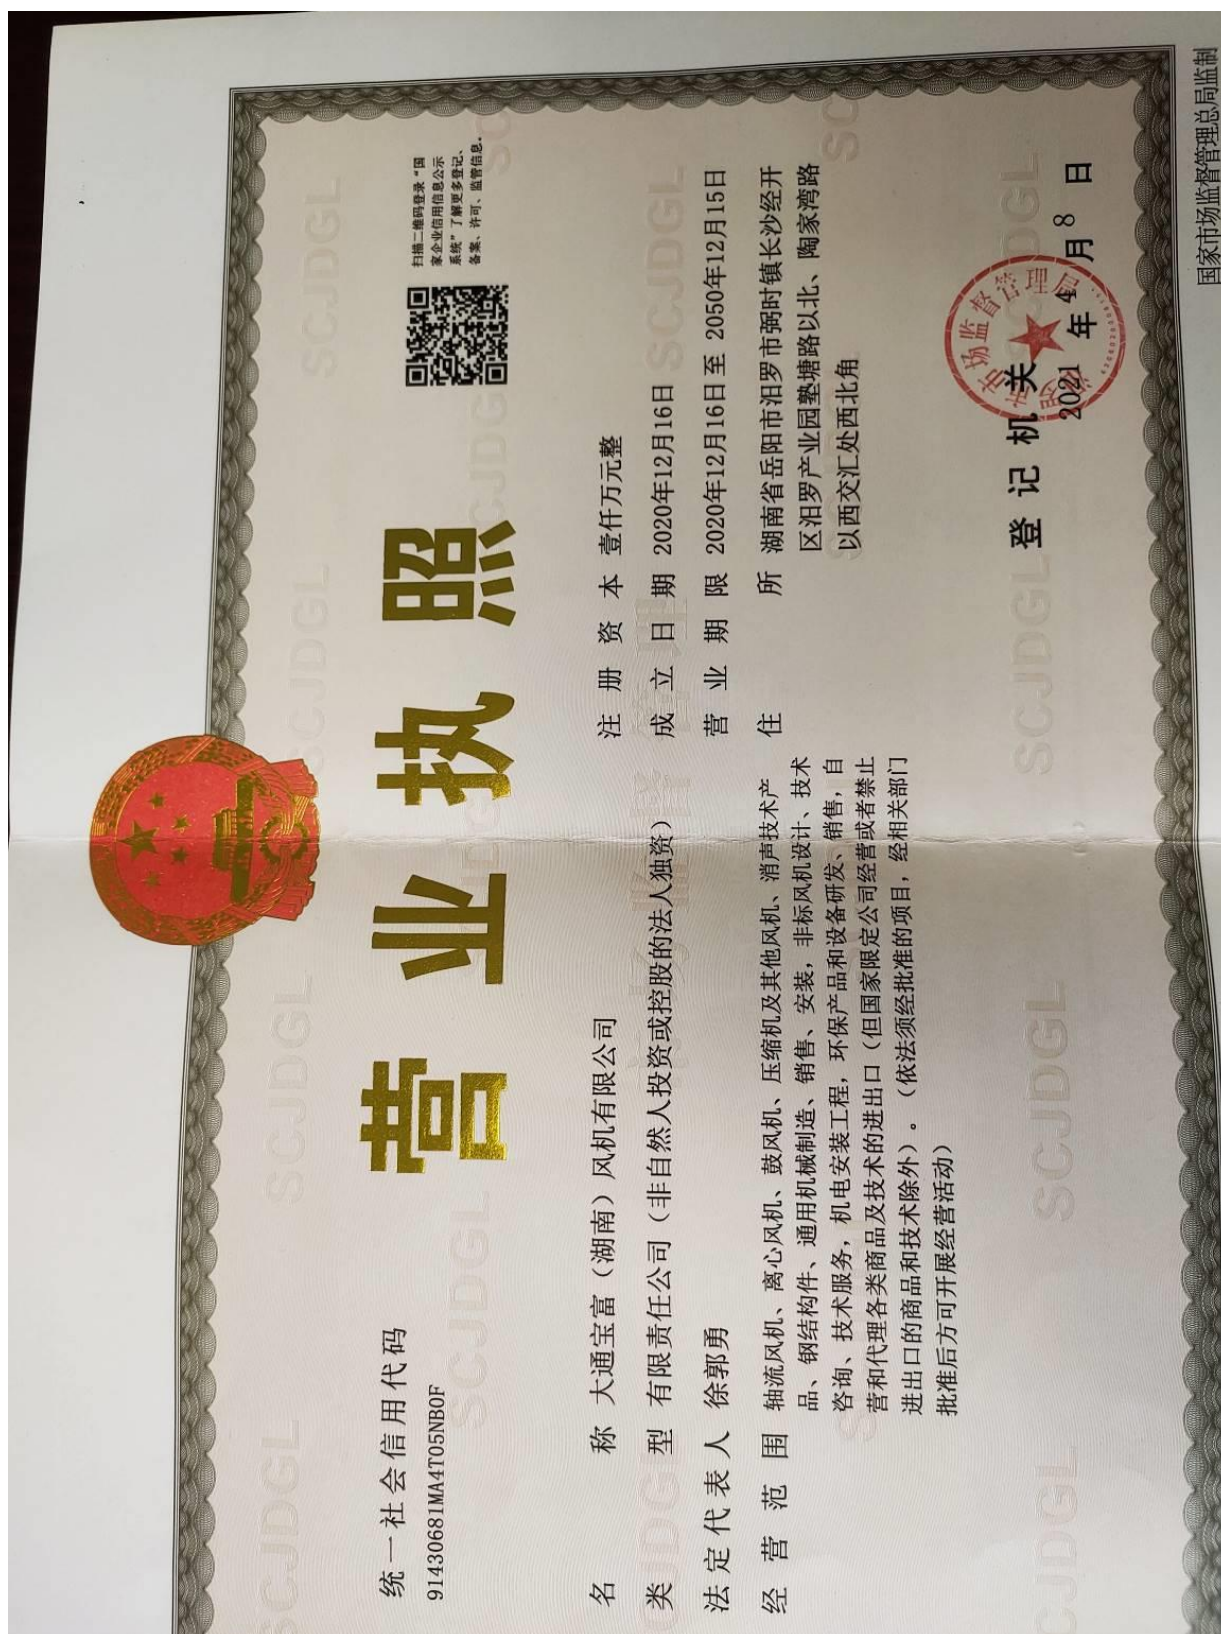 营业执照
统一社会信用代码
91430681MA4T05NB0F
扫描二维码登录“国
家企业信用信息公示
系统”了解更多登记、
备案、许可、监管信息。
名称 大通宝富（湖南）风机有限公司
类型 有限责任公司（非自然人投资或控股的法人独资）
法定代表人 徐郭勇
经营范围 轴流风机、离心风机、鼓风机、压缩机及其他风机、消声技术产
品、钢结构件、通用机械制造、销售、安装，非标风机设计、技术
咨询、技术服务，机电安装工程，环保产品和设备研发、销售，自
营和代理各类商品及技术的进出口（但国家限定公司经营或者禁止
进出口的商品和技术除外）。（依法须经批准的项目，经相关部门
批准后方可开展经营活动）
注册资本 壹仟万元整
成立日期 2020年12月16日
营业期限 2020年12月16日至 2050年12月15日
住所 湖南省岳阳市汨罗市弼时镇长沙经开
区汨罗产业园塾塘路以北、陶家湾路
以西交汇处西北角
登记机关
市场监督管理局
2021年4月8日
国家市场监督管理总局监制
SCJDGL